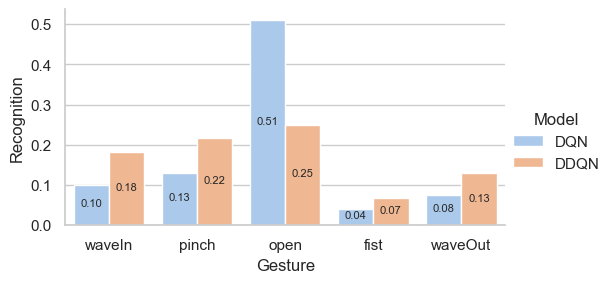 Recognition
0.5
0.4
0.3
0.2
0.1
0.0
0.10
0.18
0.13
0.22
0.51
0.25
0.04
0.07
0.08
0.13
waveIn
pinch
open
fist
waveOut
Gesture
Model
DQN
DDQN